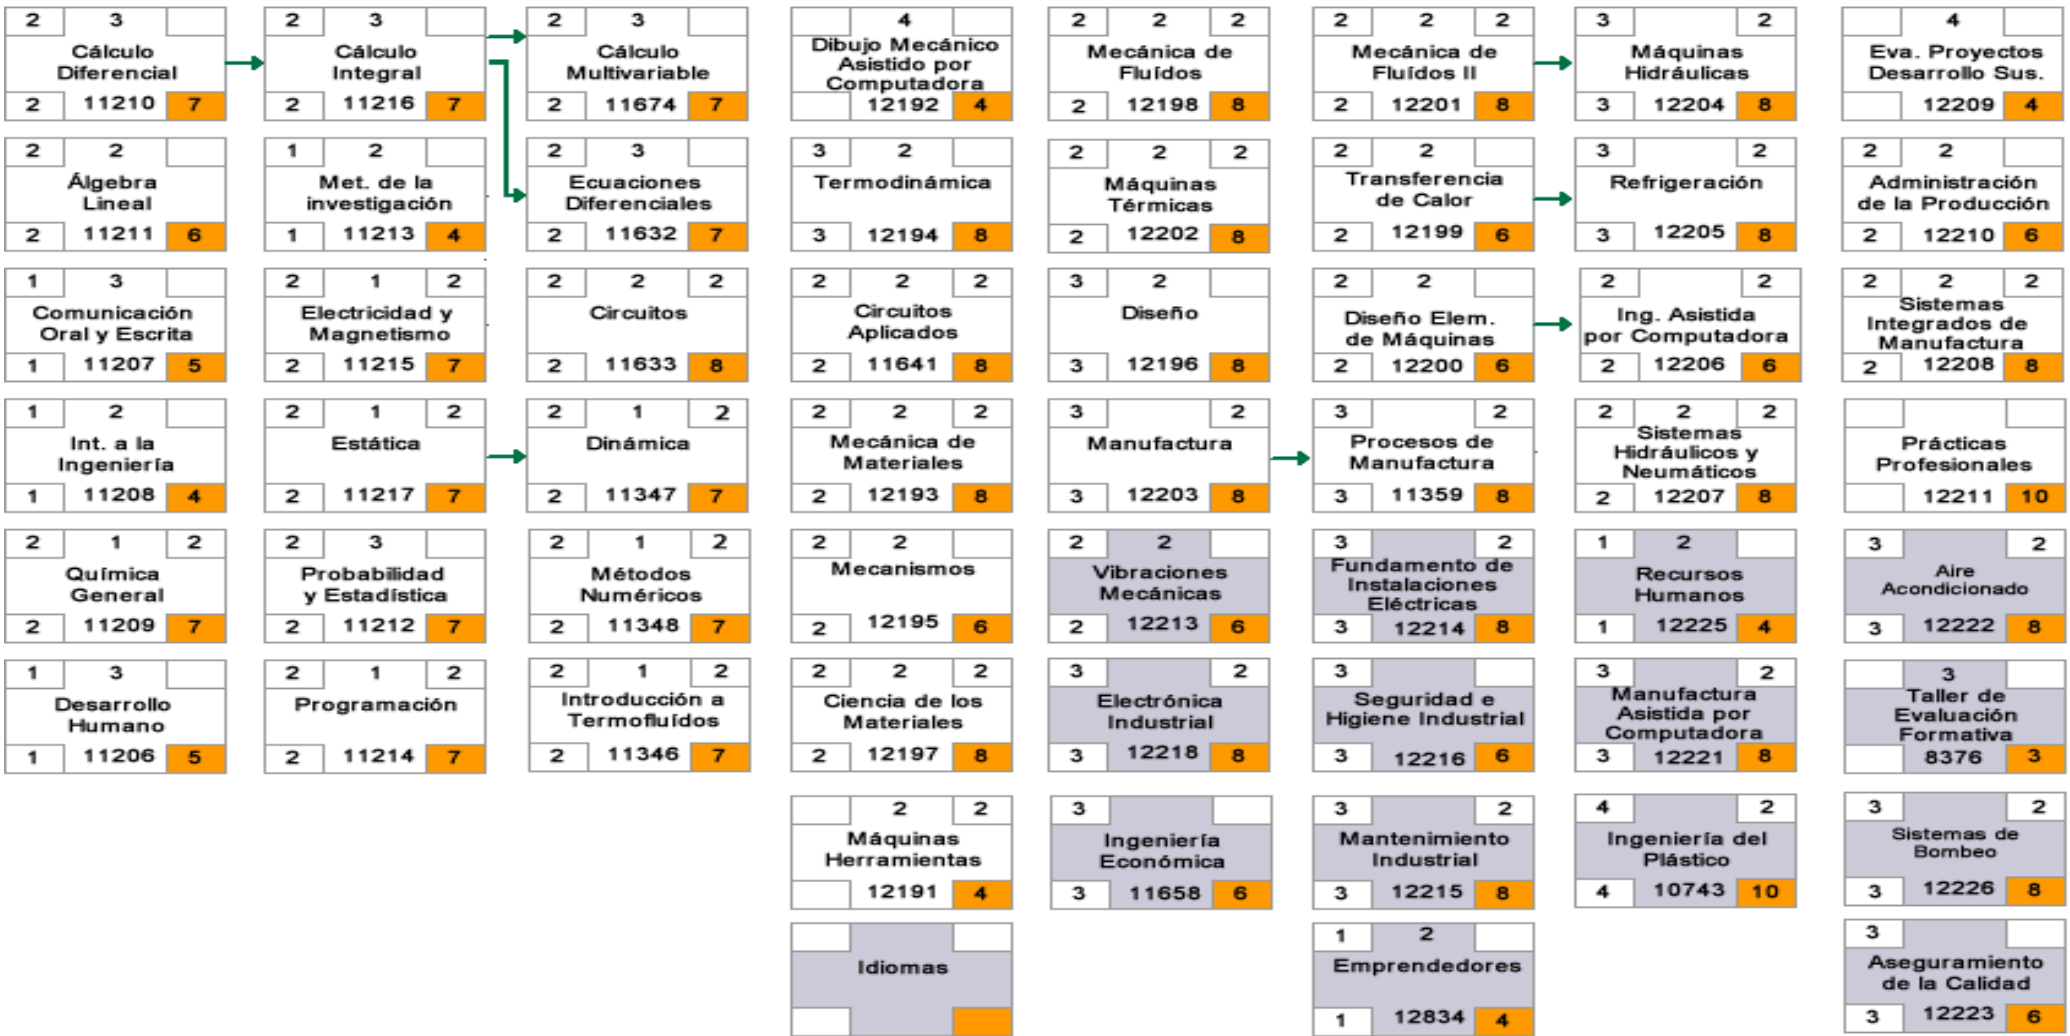 2 3
Cálculo
Diferencial
2 11210 7
2 3
Cálculo
Integral
2 11216 7
2 3
Cálculo
Multivariable
2 11674 7
4
Dibujo Mecánico
Asistido por
Computadora
12192 4
2 2 2
Mecánica de
Fluídos
2 12198 8
2 2 2
Mecánica de
Fluídos II
2 12201 8
3 2
Máquinas
Hidráulicas
3 12204 8
4
Eva. Proyectos
Desarrollo Sus.
12209 4
2 2
Álgebra
Lineal
2 11211 6
1 2
Met. de la
investigación
1 11213 4
2 3
Ecuaciones
Diferenciales
2 11632 7
3 2
Termodinámica
3 12194 8
2 2 2
Máquinas
Térmicas
2 12202 8
2 2
Transferencia
de Calor
2 12199 6
3 2
Refrigeración
3 12205 8
2 2
Administración
de la Producción
2 12210 6
1 3
Comunicación
Oral y Escrita
1 11207 5
2 1 2
Electricidad y
Magnetismo
2 11215 7
2 2 2
Circuitos
2 11633 8
2 2 2
Circuitos
Aplicados
2 11641 8
3 2
Diseño
3 12196 8
2 2
Diseño Elem.
de Máquinas
2 12200 6
2 2
Ing. Asistida
por Computadora
2 12206 6
2 2 2
Sistemas
Integrados de
Manufactura
2 12208 8
1 2
Int. a la
Ingeniería
1 11208 4
2 1 2
Estática
2 11217 7
2 1 2
Dinámica
2 11347 7
2 2 2
Mecánica de
Materiales
2 12193 8
3 2
Manufactura
3 12203 8
3 2
Procesos de
Manufactura
3 11359 8
2 2 2
Sistemas
Hidráulicos y
Neumáticos
2 12207 8
Prácticas
Profesionales
12211 10
2 1 2
Química
General
2 11209 7
2 3
Probabilidad
y Estadística
2 11212 7
2 1 2
Métodos
Numéricos
2 11348 7
2 2
Mecanismos
2 12195 6
2 2
Vibraciones
Mecánicas
2 12213 6
3 2
Fundamento de
Instalaciones
Eléctricas
3 12214 8
1 2
Recursos
Humanos
1 12225 4
3 2
Aire
Acondicionado
3 12222 8
1 3
Desarrollo
Humano
1 11206 5
2 1 2
Programación
2 11214 7
2 1 2
Introducción a
Termofluídos
2 11346 7
2 2 2
Ciencia de los
Materiales
2 12197 8
3 2
Electrónica
Industrial
3 12218 8
3
Seguridad e
Higiene Industrial
3 12216 6
3 2
Manufactura
Asistida por
Computadora
3 12221 8
3
Taller de
Evaluación
Formativa
8376 3
2 2
Máquinas
Herramientas
12191 4
3
Ingeniería
Económica
3 11658 6
3 2
Mantenimiento
Industrial
3 12215 8
4 2
Ingeniería del
Plástico
4 10743 10
3 2
Sistemas de
Bombeo
3 12226 8
Idiomas
1 2
Emprendedores
1 12834 4
3
Aseguramiento
de la Calidad
3 12223 6